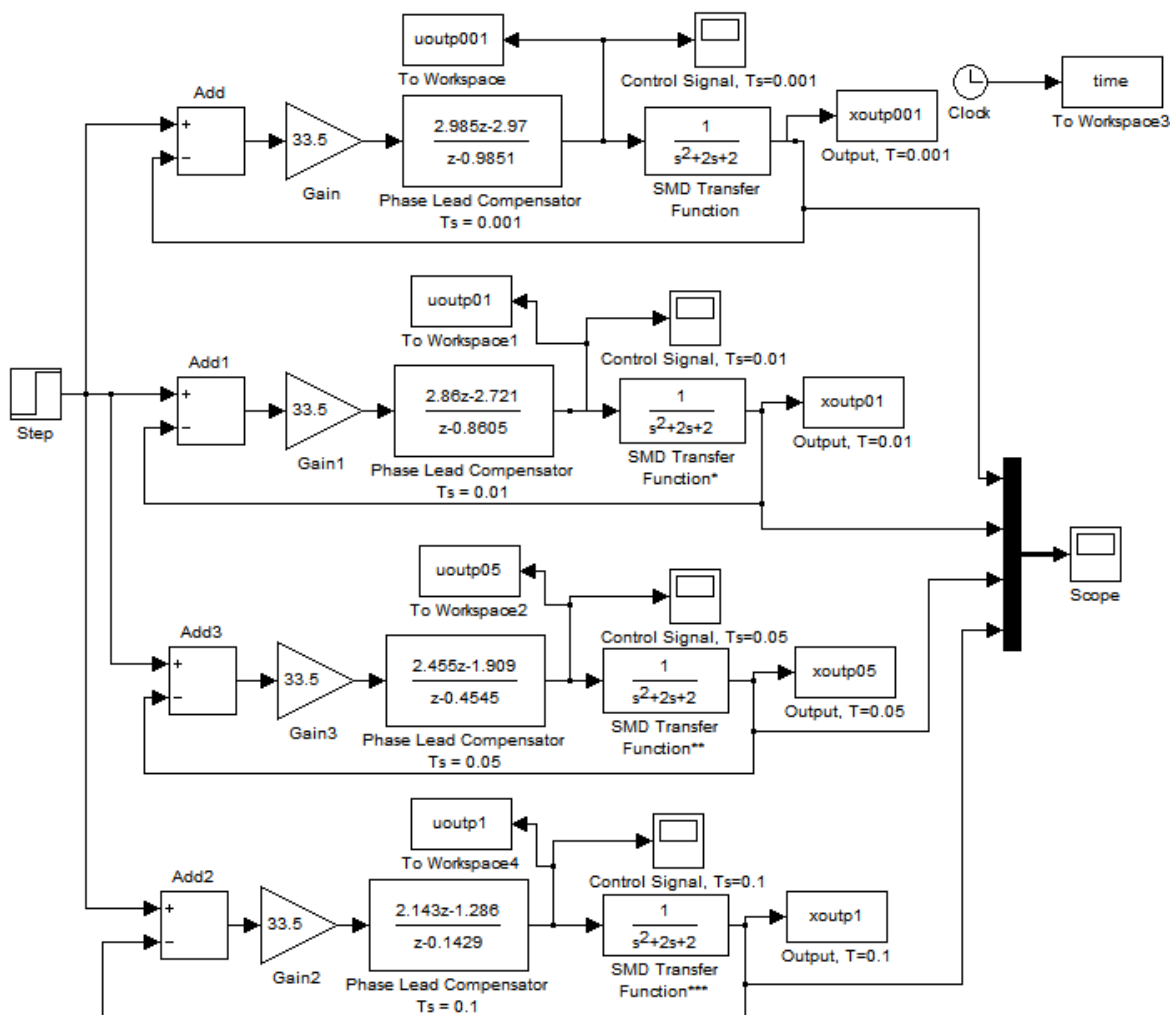 uoutp001
To Workspace
Control Signal, Ts=0.001
Clock
time
To Workspace3
Add
+
−
33.5
Gain
2.985z-2.97
z-0.9851
Phase Lead Compensator
Ts = 0.001
1
s²+2s+2
SMD Transfer
Function
xoutp001
Output, T=0.001
uoutp01
To Workspace1
Control Signal, Ts=0.01
Step
Add1
+
−
33.5
Gain1
2.86z-2.721
z-0.8605
Phase Lead Compensator
Ts = 0.01
1
s²+2s+2
SMD Transfer
Function*
xoutp01
Output, T=0.01
uoutp05
To Workspace2
Control Signal, Ts=0.05
Scope
Add3
+
−
33.5
Gain3
2.455z-1.909
z-0.4545
Phase Lead Compensator
Ts = 0.05
1
s²+2s+2
SMD Transfer
Function**
xoutp05
Output, T=0.05
uoutp1
To Workspace4
Control Signal, Ts=0.1
Add2
+
−
33.5
Gain2
2.143z-1.286
z-0.1429
Phase Lead Compensator
Ts = 0.1
1
s²+2s+2
SMD Transfer
Function***
xoutp1
Output, T=0.1